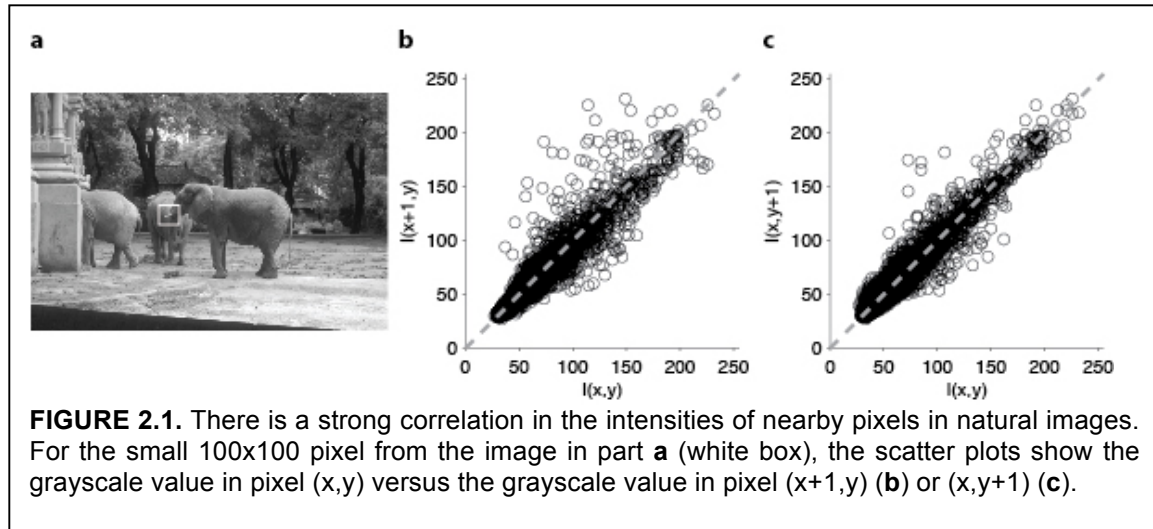 a
b
c
250
200
150
100
50
0
I(x+1,y)
0 50 100 150 200 250
I(x,y)
250
200
150
100
50
0
I(x,y+1)
0 50 100 150 200 250
I(x,y)
FIGURE 2.1. There is a strong correlation in the intensities of nearby pixels in natural images.
For the small 100x100 pixel from the image in part a (white box), the scatter plots show the
grayscale value in pixel (x,y) versus the grayscale value in pixel (x+1,y) (b) or (x,y+1) (c).